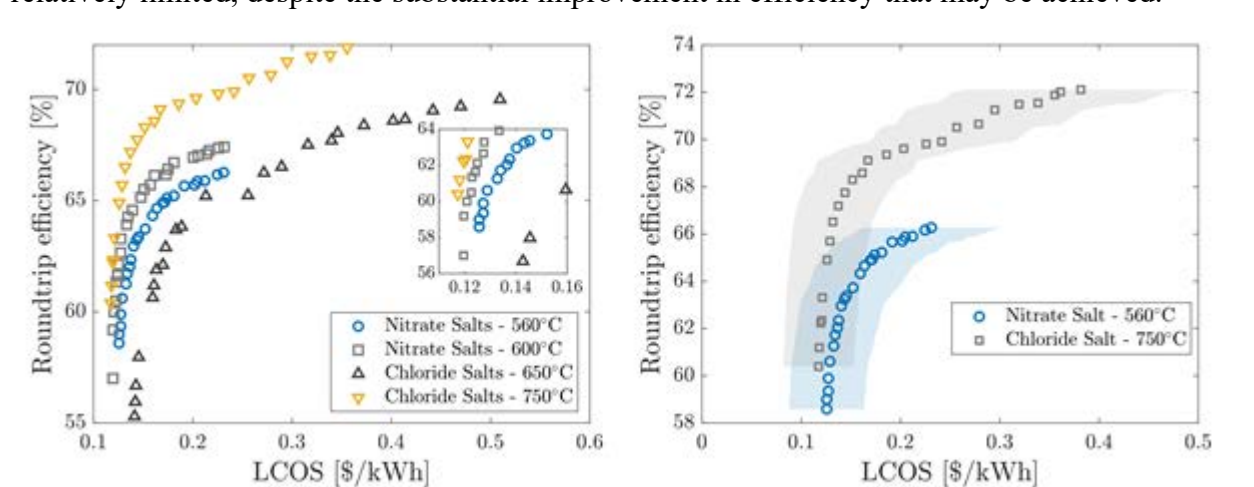 relatively limited, despite the substantial improvement in efficiency that may be achieved.
70
65
60
55
Roundtrip efficiency [%]
0.1 0.2 0.3 0.4 0.5 0.6
LCOS [$/kWh]
64
62
60
58
56
0.12 0.14 0.16
Nitrate Salts - 560°C
Nitrate Salts - 600°C
Chloride Salts - 650°C
Chloride Salts - 750°C
74
72
70
68
66
64
62
60
58
Roundtrip efficiency [%]
0 0.1 0.2 0.3 0.4 0.5
LCOS [$/kWh]
Nitrate Salt - 560°C
Chloride Salt - 750°C